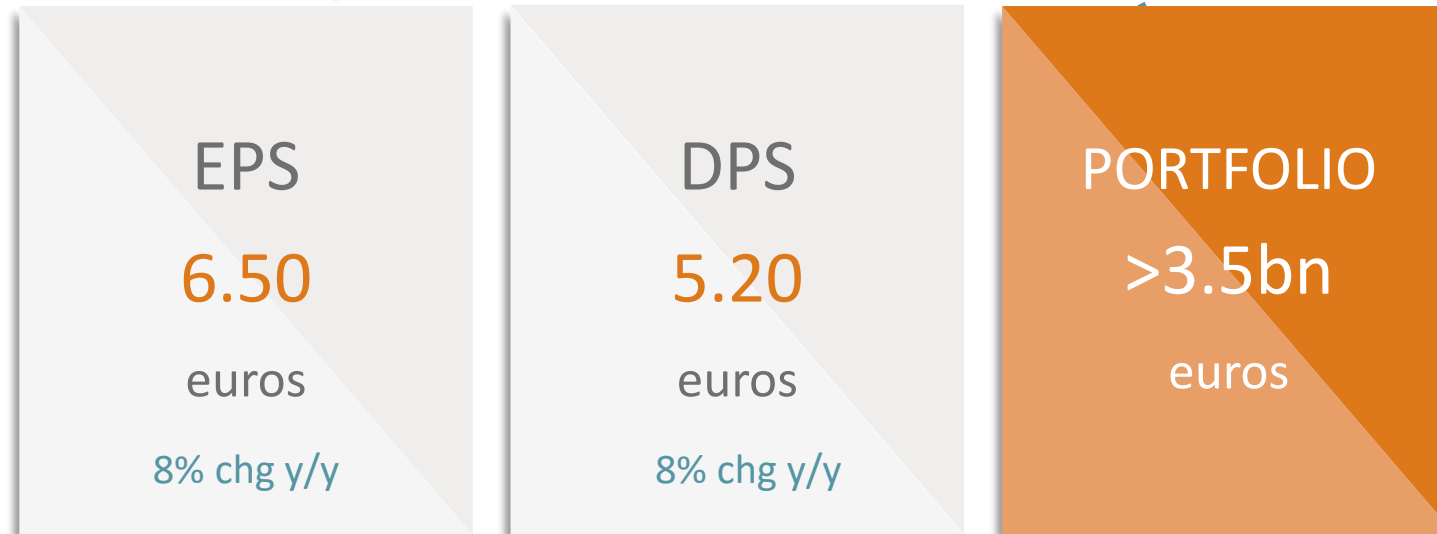 EPS
6.50
euros
8% chg y/y
DPS
5.20
euros
8% chg y/y
PORTFOLIO
>3.5bn
euros